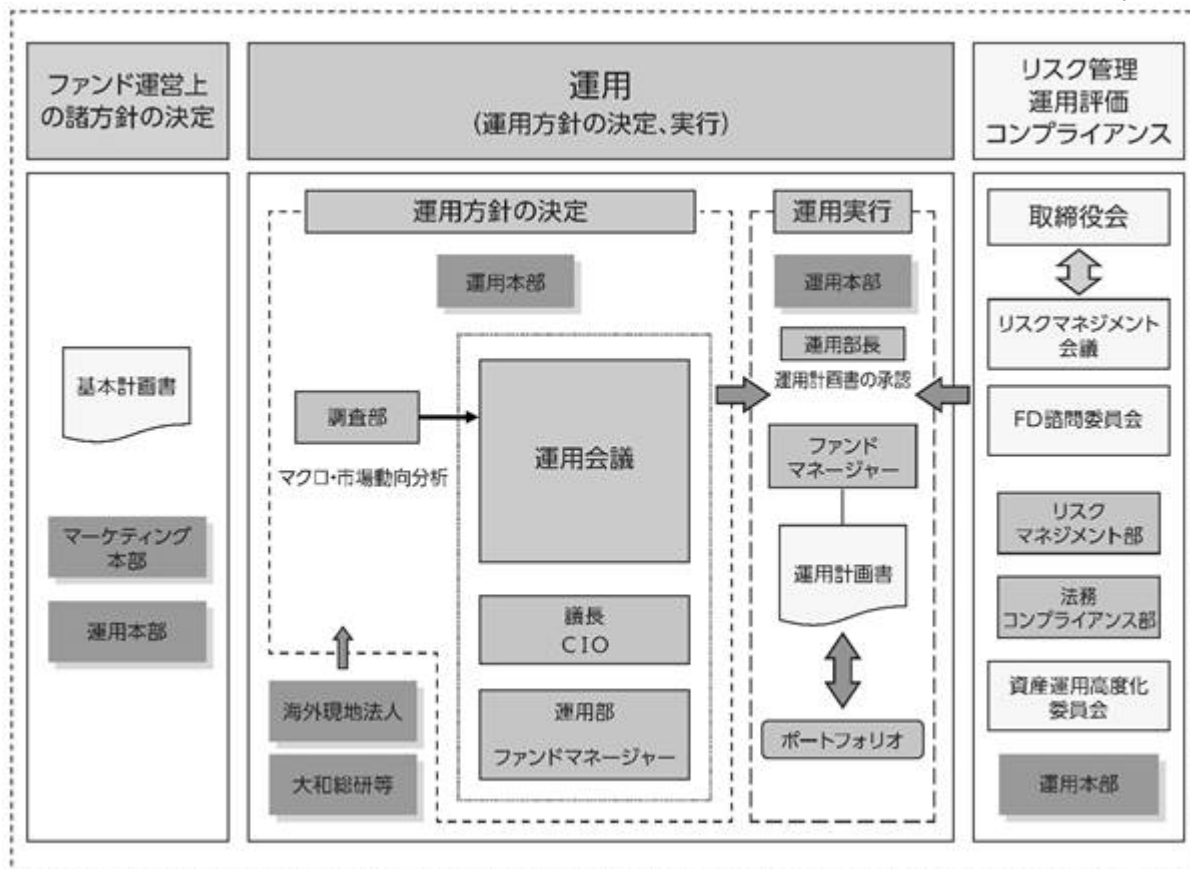 ファンド運営上
の諸方針の決定
運用
(運用方針の決定、実行)
リスク管理
運用評価
コンプライアンス
基本計画書
マーケティング
本部
運用本部
運用方針の決定
運用本部
調査部
マクロ・市場動向分析
運用会議
議長
CIO
運用部
ファンドマネージャー
海外現地法人
大和総研等
運用実行
運用本部
運用部長
運用計画書の承認
ファンド
マネージャー
運用計画書
ポートフォリオ
取締役会
リスクマネジメント
会議
FD諮問委員会
リスク
マネジメント部
法務
コンプライアンス部
資産運用高度化
委員会
運用本部